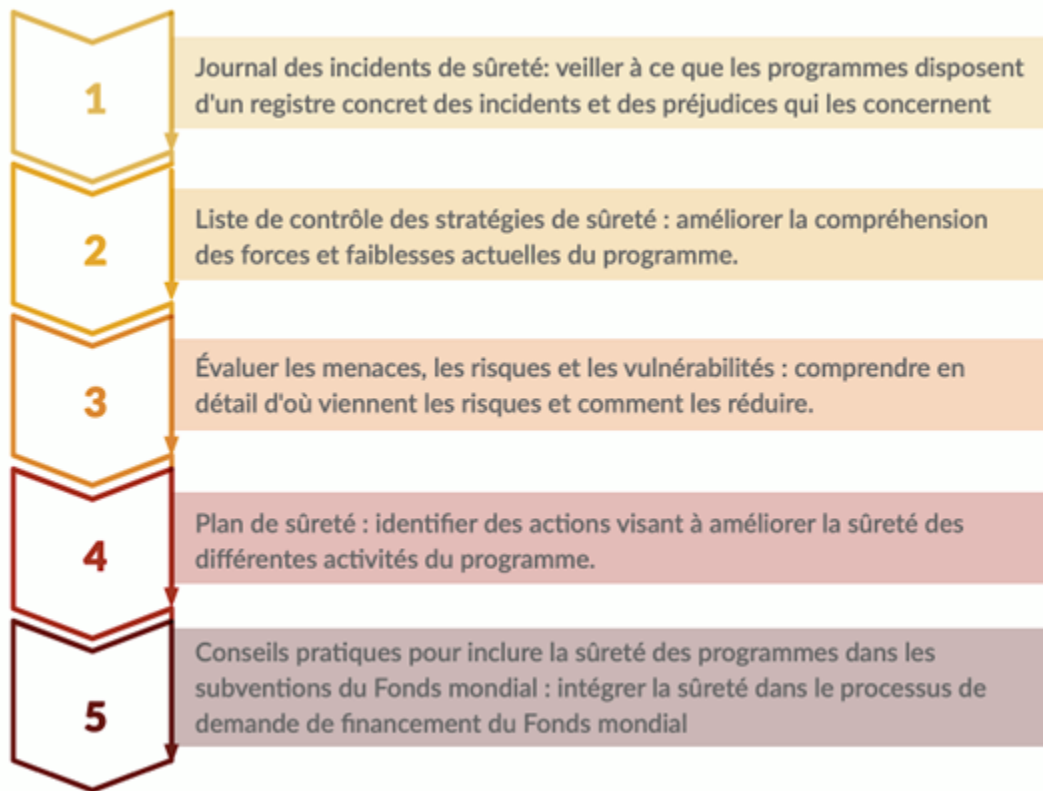 1
Journal des incidents de sûreté: veiller à ce que les programmes disposent
d'un registre concret des incidents et des préjudices qui les concernent
2
Liste de contrôle des stratégies de sûreté : améliorer la compréhension
des forces et faiblesses actuelles du programme.
3
Évaluer les menaces, les risques et les vulnérabilités : comprendre en
détail d'où viennent les risques et comment les réduire.
4
Plan de sûreté : identifier des actions visant à améliorer la sûreté des
différentes activités du programme.
5
Conseils pratiques pour inclure la sûreté des programmes dans les
subventions du Fonds mondial : intégrer la sûreté dans le processus de
demande de financement du Fonds mondial